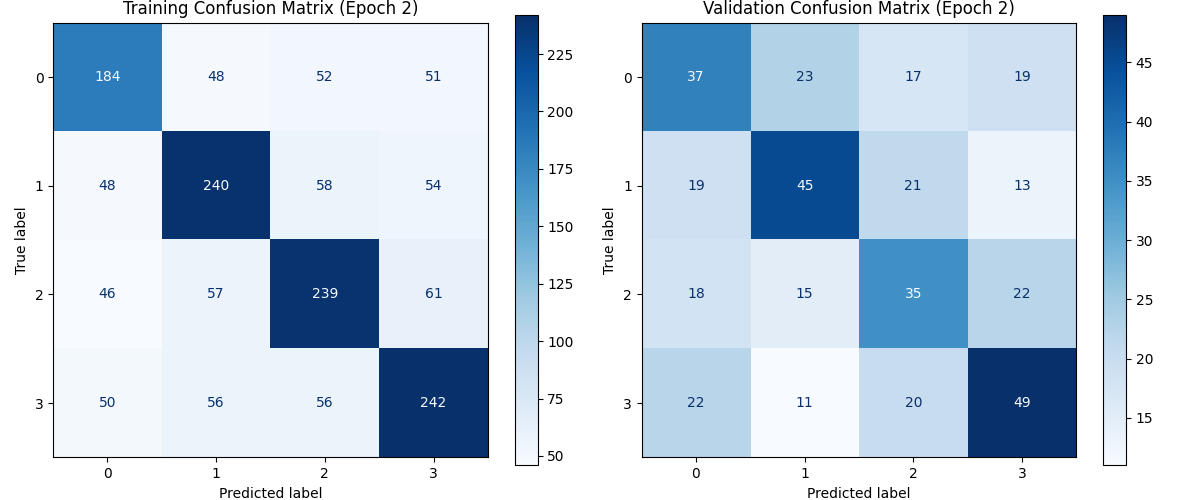 Training Confusion Matrix (Epoch 2)
True label
0 184 48 52 51
1 48 240 58 54
2 46 57 239 61
3 50 56 56 242
0 1 2 3
Predicted label
225
200
175
150
125
100
75
50
Validation Confusion Matrix (Epoch 2)
True label
0 37 23 17 19
1 19 45 21 13
2 18 15 35 22
3 22 11 20 49
0 1 2 3
Predicted label
45
40
35
30
25
20
15